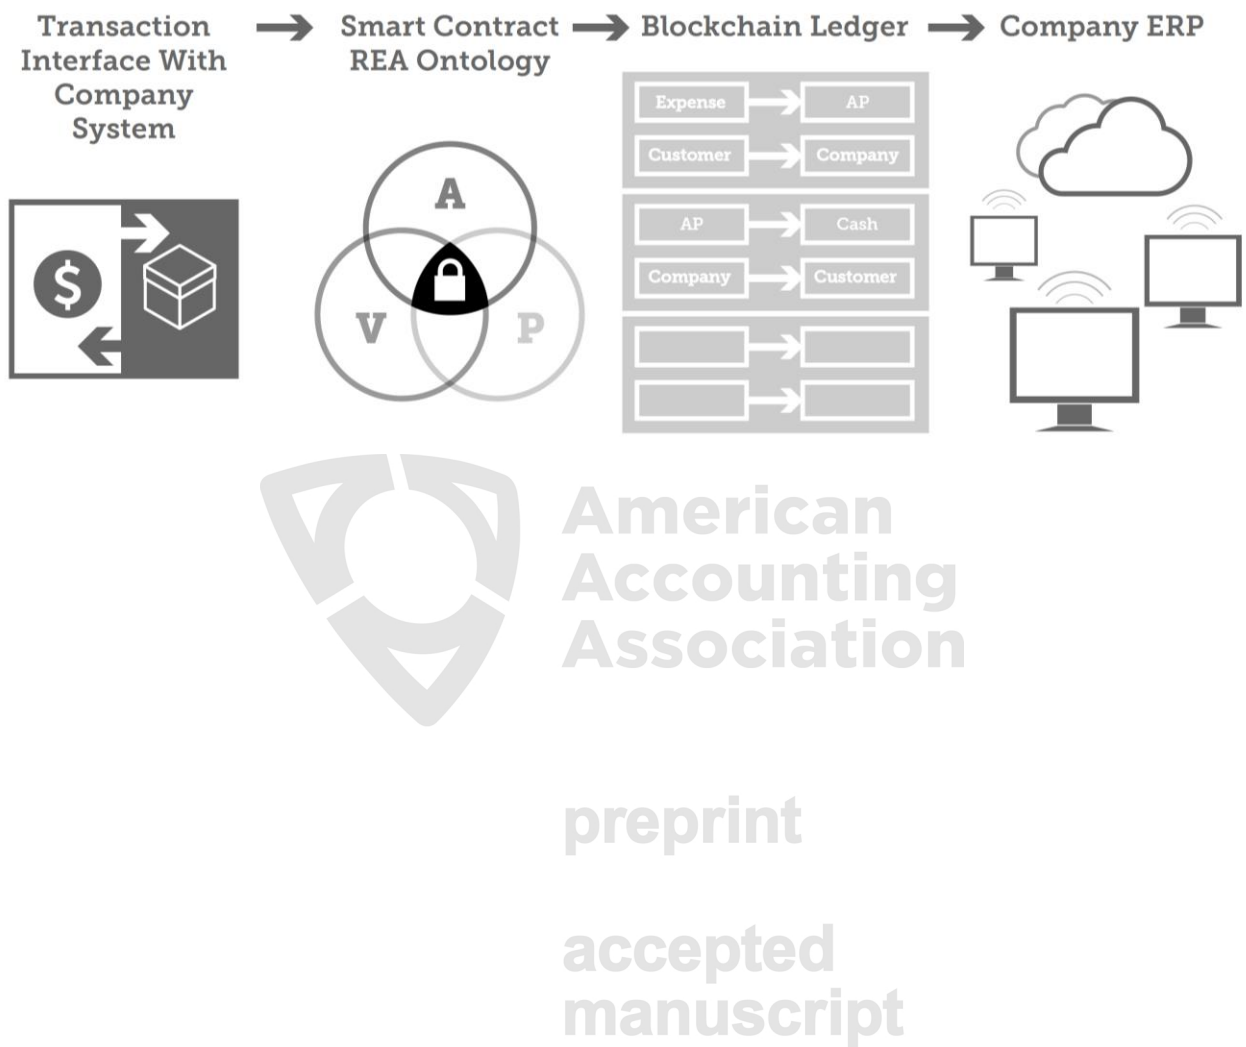 Transaction
Interface With
Company
System
Smart Contract
REA Ontology
Blockchain Ledger
Company ERP
$
A
V
P
Expense
AP
Customer
Company
AP
Cash
Company
Customer
American
Accounting
Association
preprint
accepted
manuscript